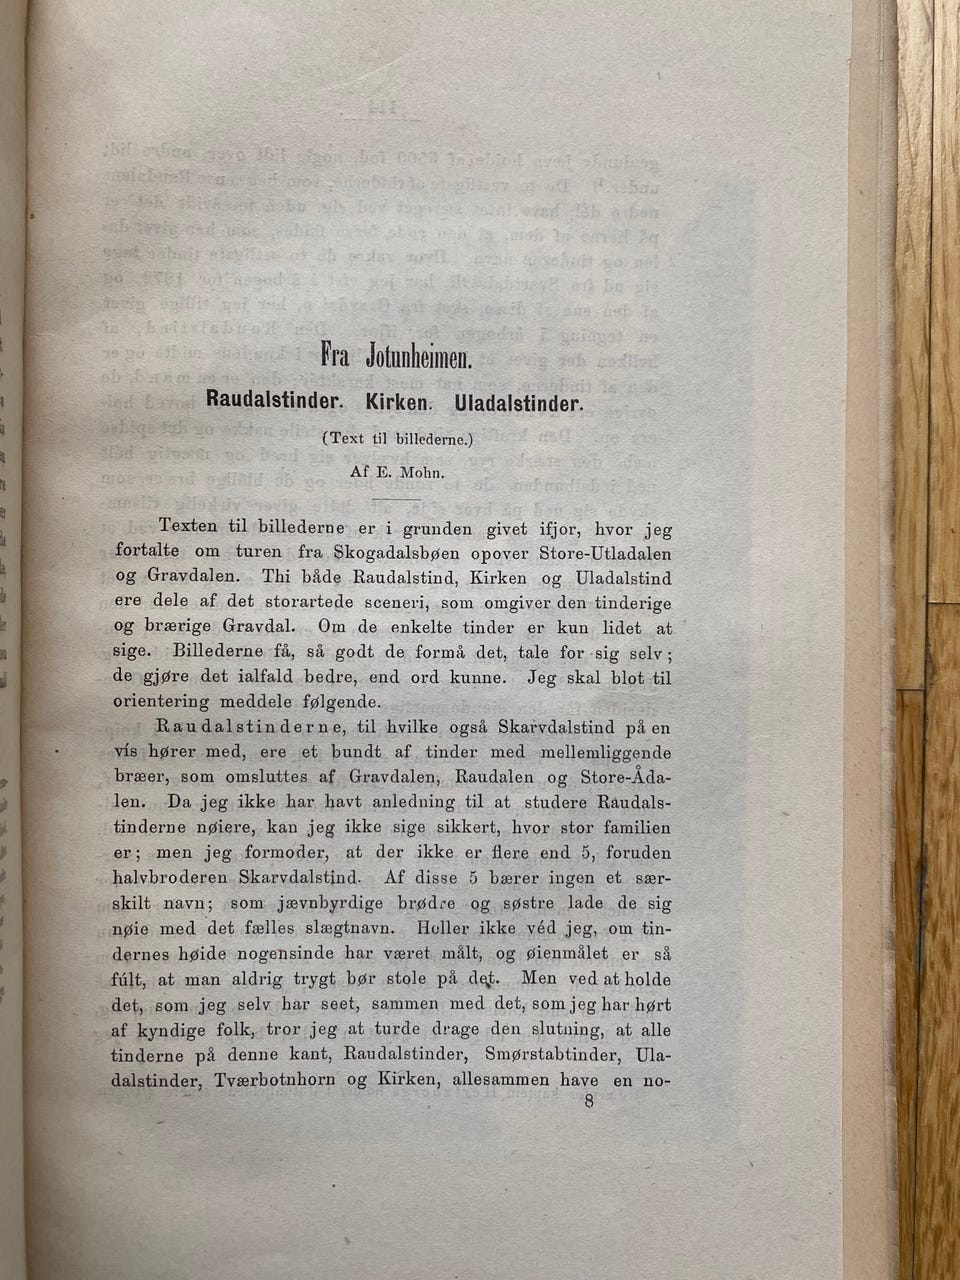 Fra Jotunheimen.
Raudalstinder. Kirken. Uladalstinder.
(Text til billederne.)
Af E. Mohn.
Texten til billederne er i grunden givet ifjor, hvor jeg
fortalte om turen fra Skogadalsbøen opover Store-Utladalen
og Gravdalen. Thi både Raudalstind, Kirken og Uladalstind
ere dele af det storartede sceneri, som omgiver den tinderige
og brærige Gravdal. Om de enkelte tinder er kun lidet at
sige. Billederne få, så godt de formå det, tale for sig selv;
de gjøre det ialfald bedre, end ord kunne. Jeg skal blot til
orientering meddele følgende.
Raudalstinderne, til hvilke også Skarvdalstind på en
vis hører med, ere et bundt af tinder med mellemliggende
bræer, som omsluttes af Gravdalen, Raudalen og Store-Åda-
len. Da jeg ikke har havt anledning til at studere Raudals-
tinderne nøiere, kan jeg ikke sige sikkert, hvor stor familien
er; men jeg formoder, at der ikke er flere end 5, foruden
halvbroderen Skarvdalstind. Af disse 5 bærer ingen et sær-
skilt navn; som jævnbyrdige brødre og søstre lade de sig
nøie med det fælles slægtnavn. Heller ikke véd jeg, om tin-
dernes høide nogensinde har været målt, og øienmålet er så
fúlt, at man aldrig trygt bør stole på det. Men ved at holde
det, som jeg selv har seet, sammen med det, som jeg har hørt
af kyndige folk, tror jeg at turde drage den slutning, at alle
tinderne på denne kant, Raudalstinder, Smørstabtinder, Ula-
dalstinder, Tværbotnhorn og Kirken, allesammen have en no-
8